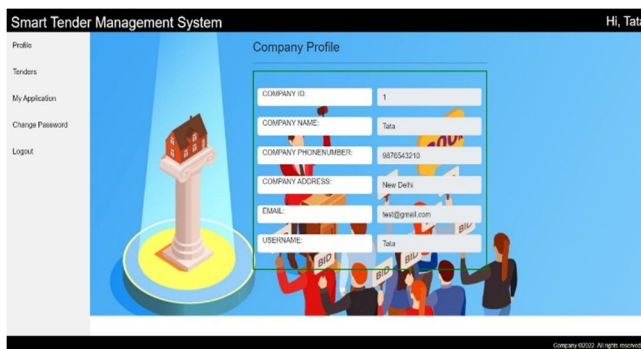 Smart Tender Management System
Hi, Tata
Profile
Tenders
My Application
Change Password
Logout
Company Profile
COMPANY ID: 1
COMPANY NAME: Tata
COMPANY PHONENUMBER: 9876543210
COMPANY ADDRESS: New Delhi
EMAIL: test@gmail.com
USERNAME: Tata
BID
BID
BID
BID
Company ©2022. All rights reserved